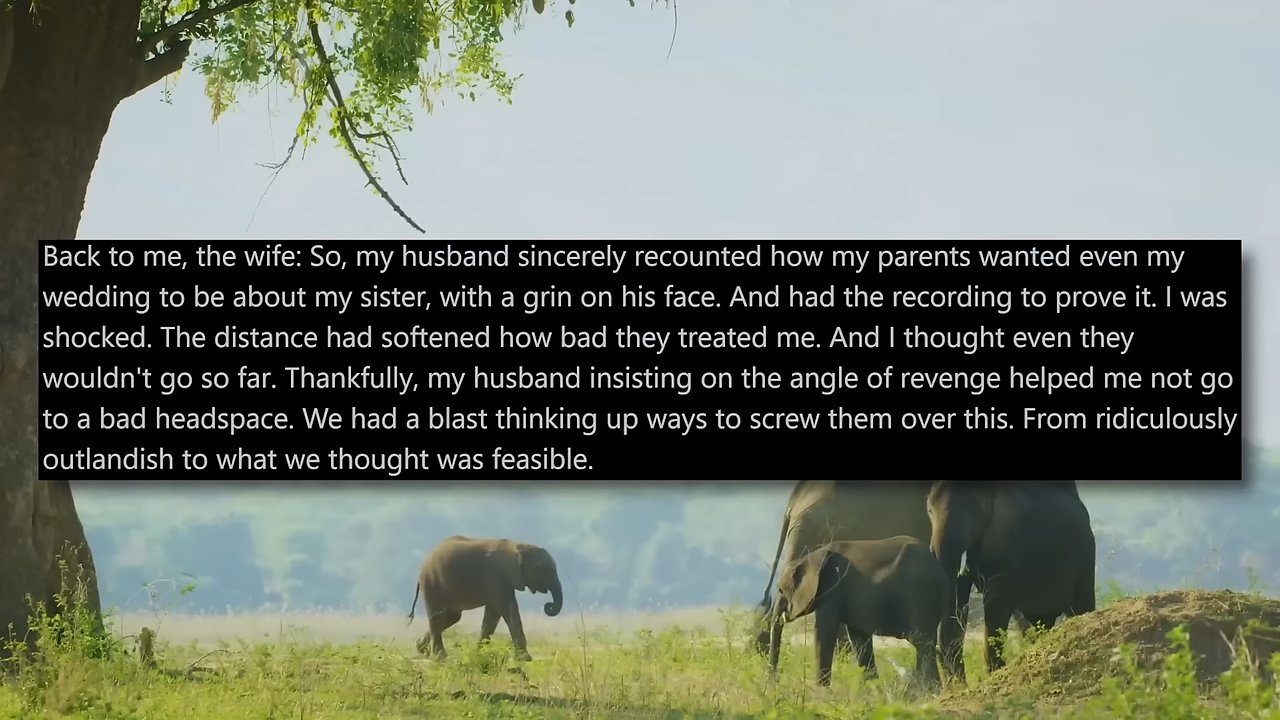 Back to me, the wife: So, my husband sincerely recounted how my parents wanted even my
wedding to be about my sister, with a grin on his face. And had the recording to prove it. I was
shocked. The distance had softened how bad they treated me. And I thought even they
wouldn't go so far. Thankfully, my husband insisting on the angle of revenge helped me not go
to a bad headspace. We had a blast thinking up ways to screw them over this. From ridiculously
outlandish to what we thought was feasible.